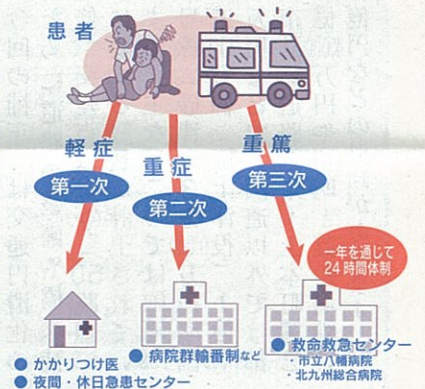 患者
軽症
重症
重篤
第一次
第二次
第三次
一年を通じて
24時間体制
● かかりつけ医
● 夜間・休日急患センター
● 病院群輪番制など
● 救命救急センター
・市立八幡病院
・北九州総合病院